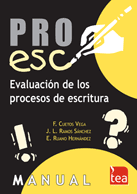 PRO
esc
Evaluación de los
procesos de escritura
F. Cuetos Vega
J. L. Ramos Sánchez
E. Ruano Hernández
tea
MANUAL